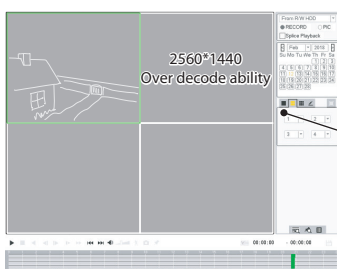 2560*1440
Over decode ability
From R/W HDD
RECORD PIC
Splice Playback
Feb 2018
Su Mo Tu We Th Fr Sa
1 2 3
4 5 6 7 8 9 10
11 12 13 14 15 16 17
18 19 20 21 22 23 24
25 26 27 28
1 2
3 4
00:00:00 - 00:00:00